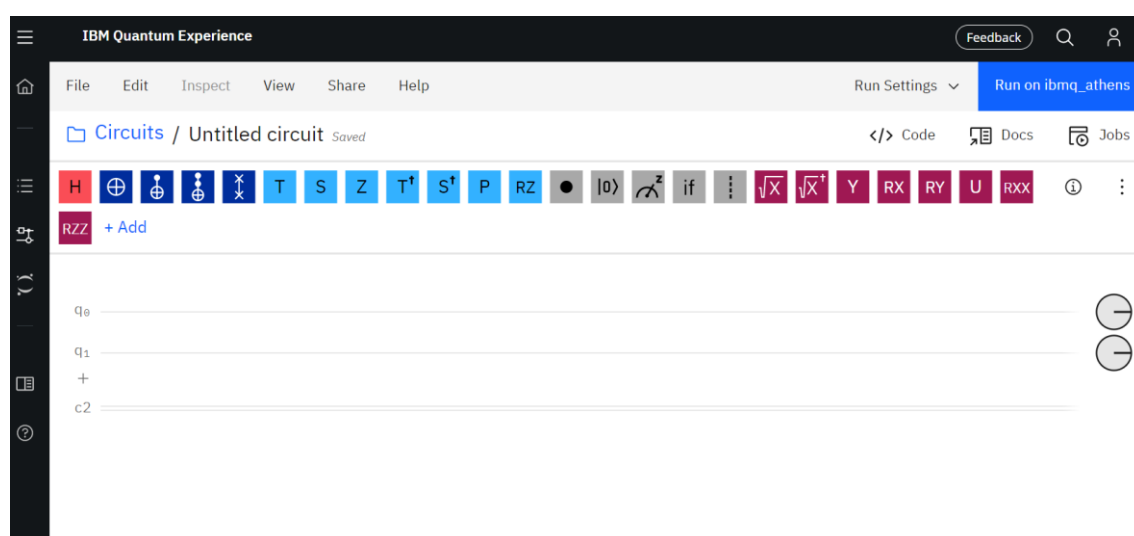 IBM Quantum Experience Feedback
File Edit Inspect View Share Help Run Settings Run on ibmq_athens
Circuits / Untitled circuit Saved </> Code Docs Jobs
H T S Z T† S† P RZ |0⟩ z if √X √X† Y RX RY U RXX
RZZ + Add
q₀
q₁
+
c2